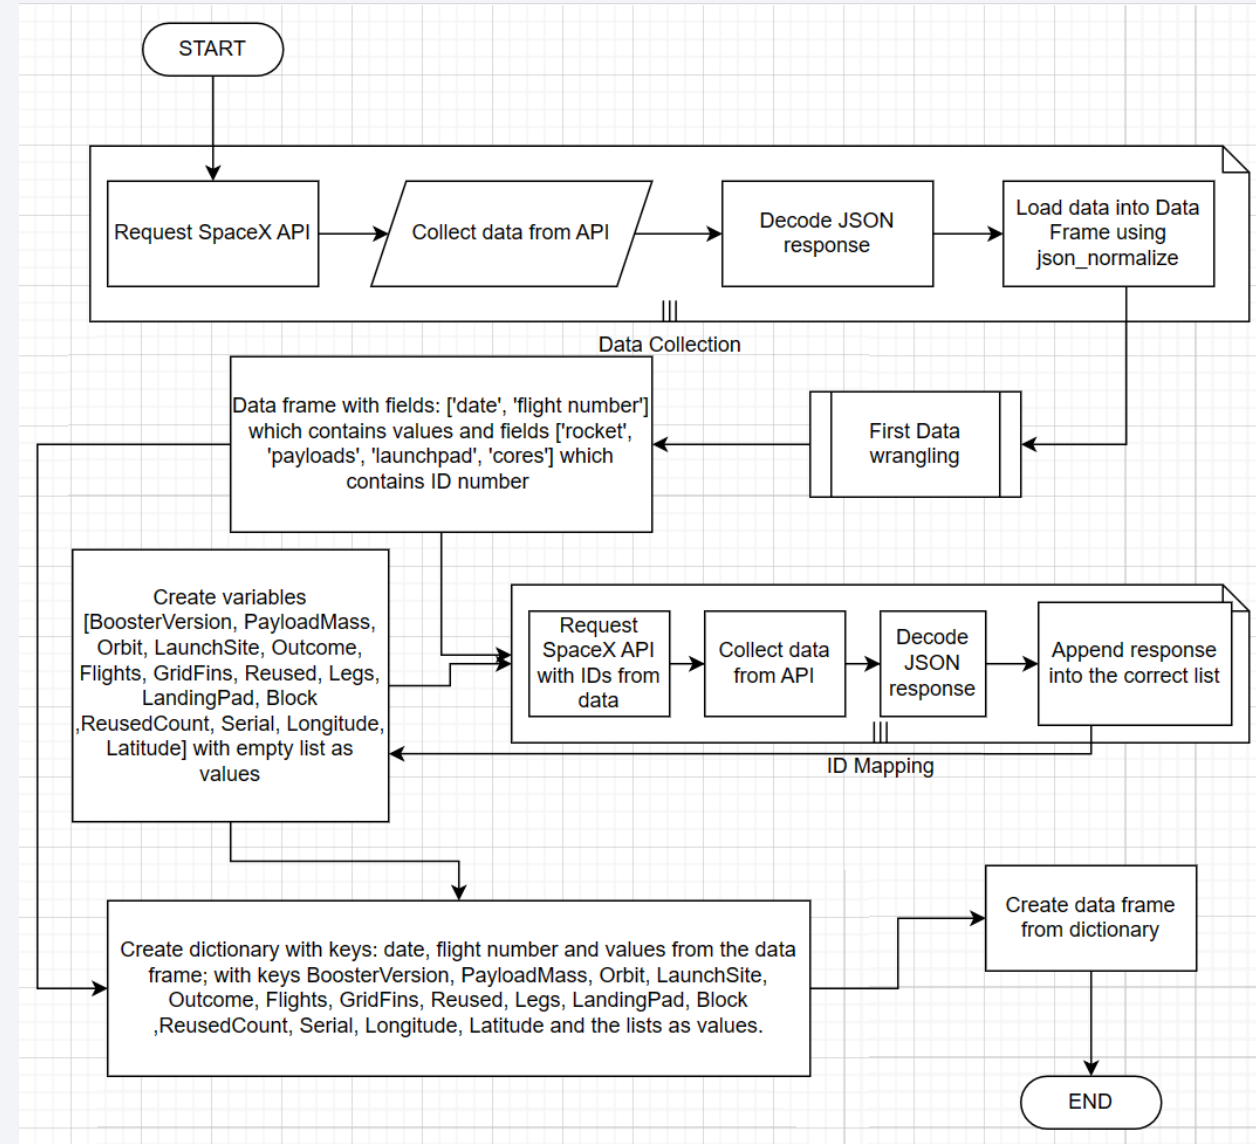 START
Request SpaceX API
Collect data from API
Decode JSON
response
Load data into Data
Frame using
json_normalize
Data Collection
Data frame with fields: ['date', 'flight number']
which contains values and fields ['rocket',
'payloads', 'launchpad', 'cores'] which
contains ID number
First Data
wrangling
Create variables
[BoosterVersion, PayloadMass,
Orbit, LaunchSite, Outcome,
Flights, GridFins, Reused, Legs,
LandingPad, Block
,ReusedCount, Serial, Longitude,
Latitude] with empty list as
values
Request
SpaceX API
with IDs from
data
Collect data
from API
Decode
JSON
response
Append response
into the correct list
ID Mapping
Create dictionary with keys: date, flight number and values from the data
frame; with keys BoosterVersion, PayloadMass, Orbit, LaunchSite,
Outcome, Flights, GridFins, Reused, Legs, LandingPad, Block
,ReusedCount, Serial, Longitude, Latitude and the lists as values.
Create data frame
from dictionary
END